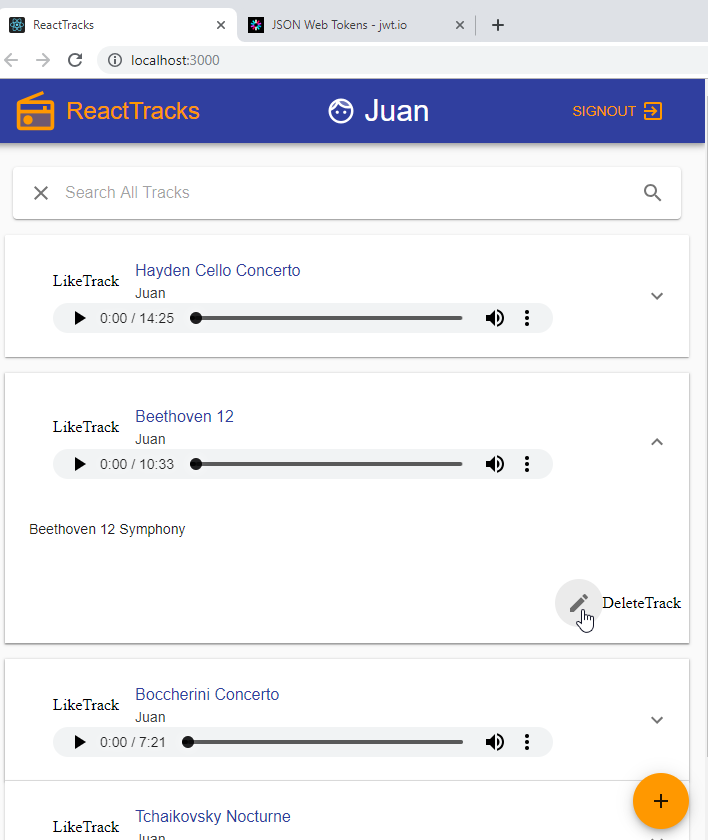 ReactTracks
JSON Web Tokens - jwt.io
localhost:3000
ReactTracks
Juan
SIGNOUT
Search All Tracks
LikeTrack
Hayden Cello Concerto
Juan
0:00 / 14:25
LikeTrack
Beethoven 12
Juan
0:00 / 10:33
Beethoven 12 Symphony
DeleteTrack
LikeTrack
Boccherini Concerto
Juan
0:00 / 7:21
LikeTrack
Tchaikovsky Nocturne
Juan